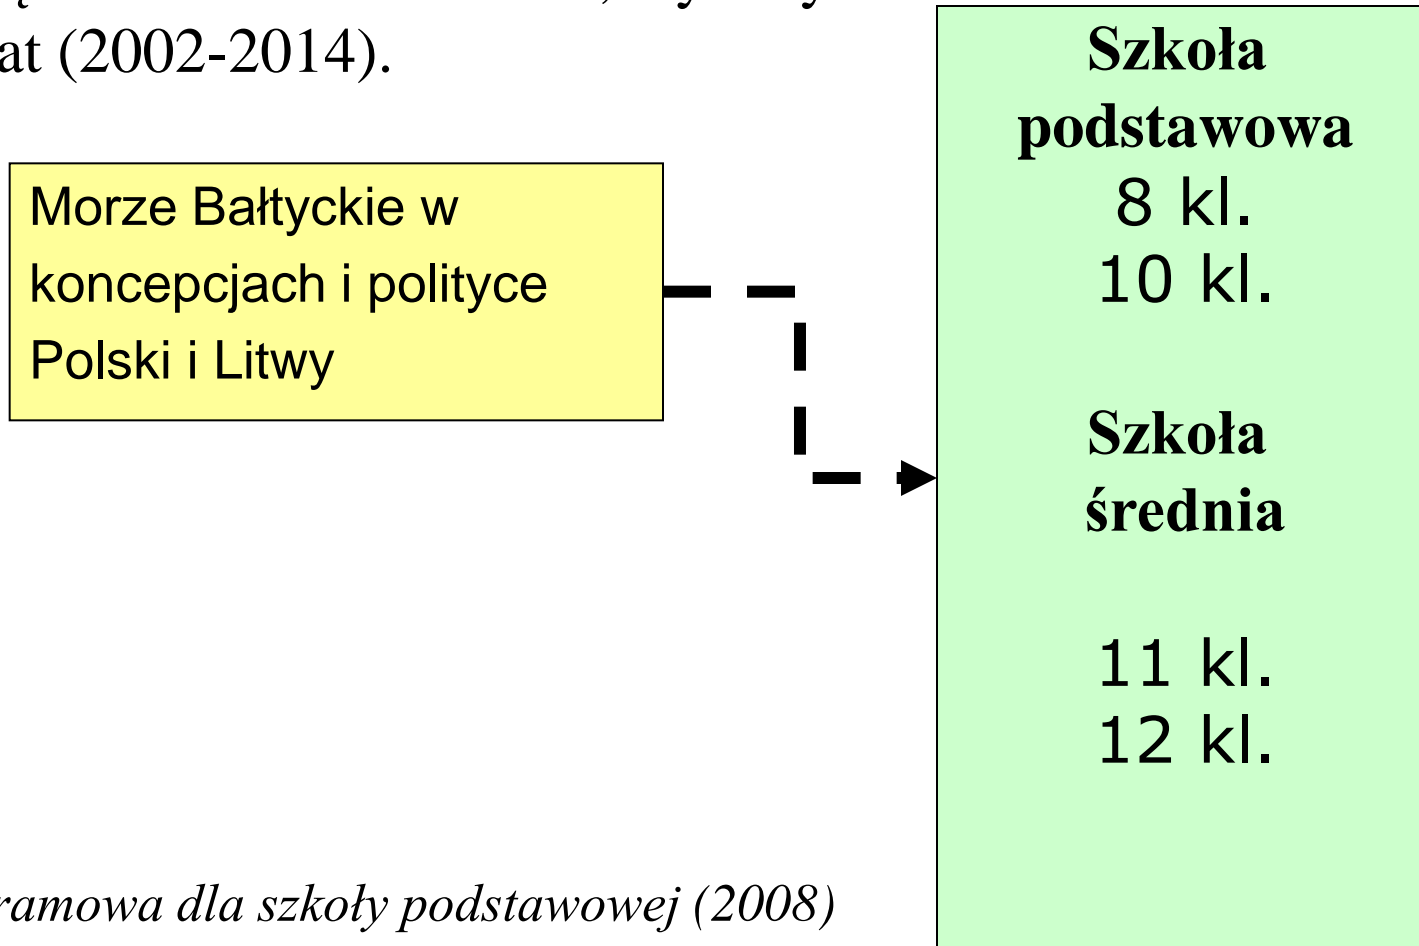 at (2002-2014).
Morze Bałtyckie w
koncepcjach i polityce
Polski i Litwy
Szkoła
podstawowa
8 kl.
10 kl.
Szkoła
średnia
11 kl.
12 kl.
ramowa dla szkoły podstawowej (2008)